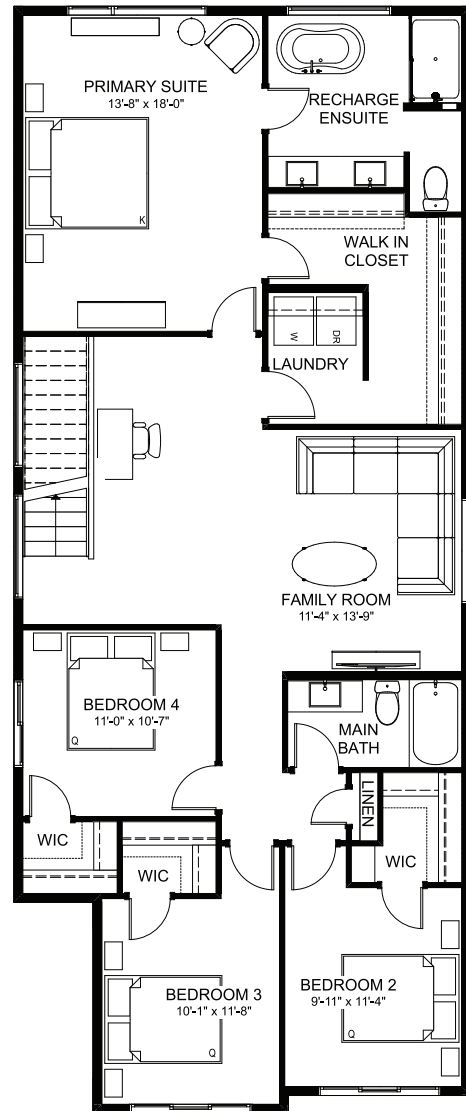 PRIMARY SUITE
13'-8" x 18'-0"
RECHARGE
ENSUITE
K
WALK IN
CLOSET
W
DR
LAUNDRY
FAMILY ROOM
11'-4" x 13'-9"
BEDROOM 4
11'-0" x 10'-7"
Q
MAIN
BATH
LINEN
WIC
WIC
WIC
BEDROOM 3
10'-1" x 11'-8"
Q
BEDROOM 2
9'-11" x 11'-4"
Q